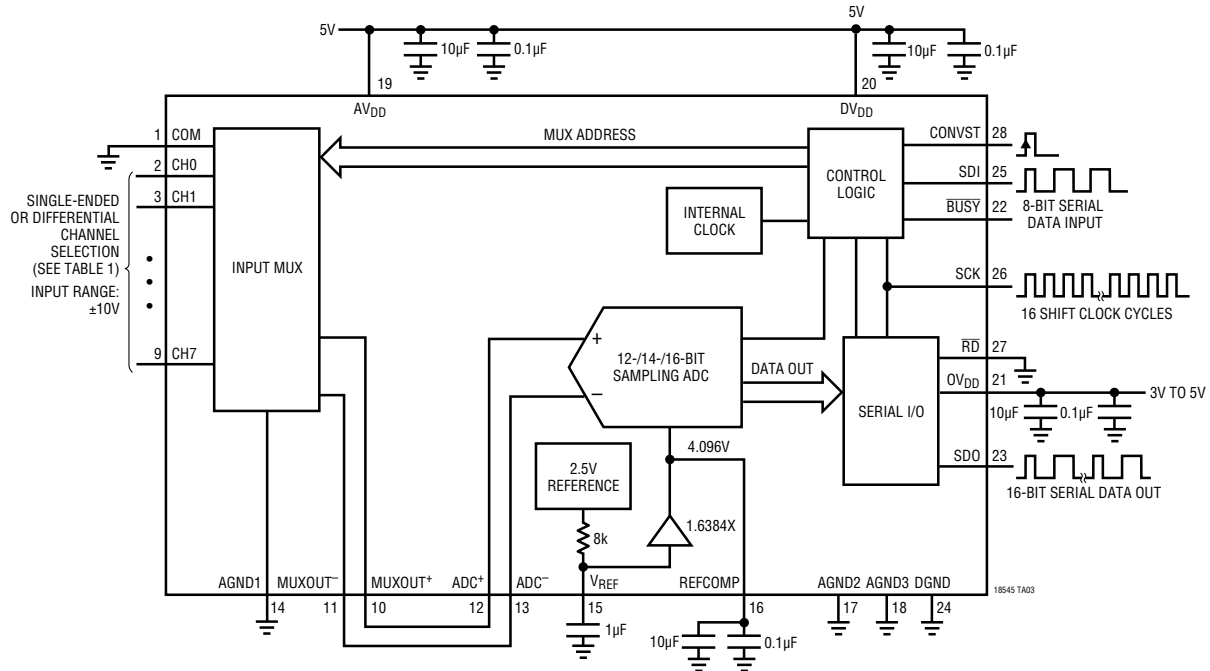 5V
5V
10µF
0.1µF
10µF
0.1µF
19
20
AVDD
DVDD
1
COM
MUX ADDRESS
CONVST
28
2
CH0
3
CH1
SINGLE-ENDED
OR DIFFERENTIAL
CHANNEL
SELECTION
(SEE TABLE 1)
INPUT RANGE:
±10V
CONTROL
LOGIC
SDI
25
8-BIT SERIAL
DATA INPUT
BUSY
22
INTERNAL
CLOCK
INPUT MUX
SCK
26
16 SHIFT CLOCK CYCLES
9
CH7
+
12-/14-/16-BIT
SAMPLING ADC
–
DATA OUT
SERIAL I/O
RD
27
OVDD
21
3V TO 5V
10µF
0.1µF
SDO
23
16-BIT SERIAL DATA OUT
4.096V
2.5V
REFERENCE
8k
1.6384X
AGND1
MUXOUT–
MUXOUT+
ADC+
ADC–
VREF
REFCOMP
AGND2
AGND3
DGND
18545 TA03
14
11
10
12
13
15
16
17
18
24
1µF
10µF
0.1µF